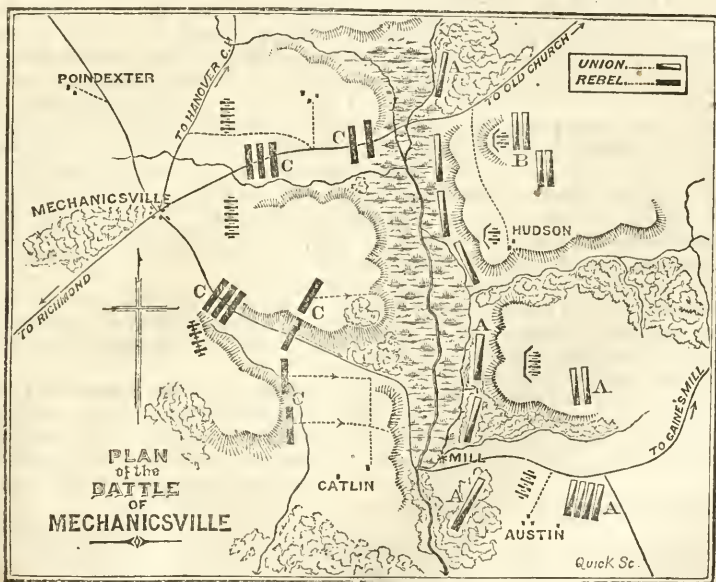 POINDEXTER
TO HANOVER C.H.
A
TO OLD CHURCH
UNION
REBEL
C
C
B
MECHANICSVILLE
HUDSON
TO RICHMOND
C
C
A
C
A
TO GAINE'S MILL
PLAN
of the
BATTLE
OF
MECHANICSVILLE
CATLIN
MILL
A
AUSTIN
A
Quick Sc.